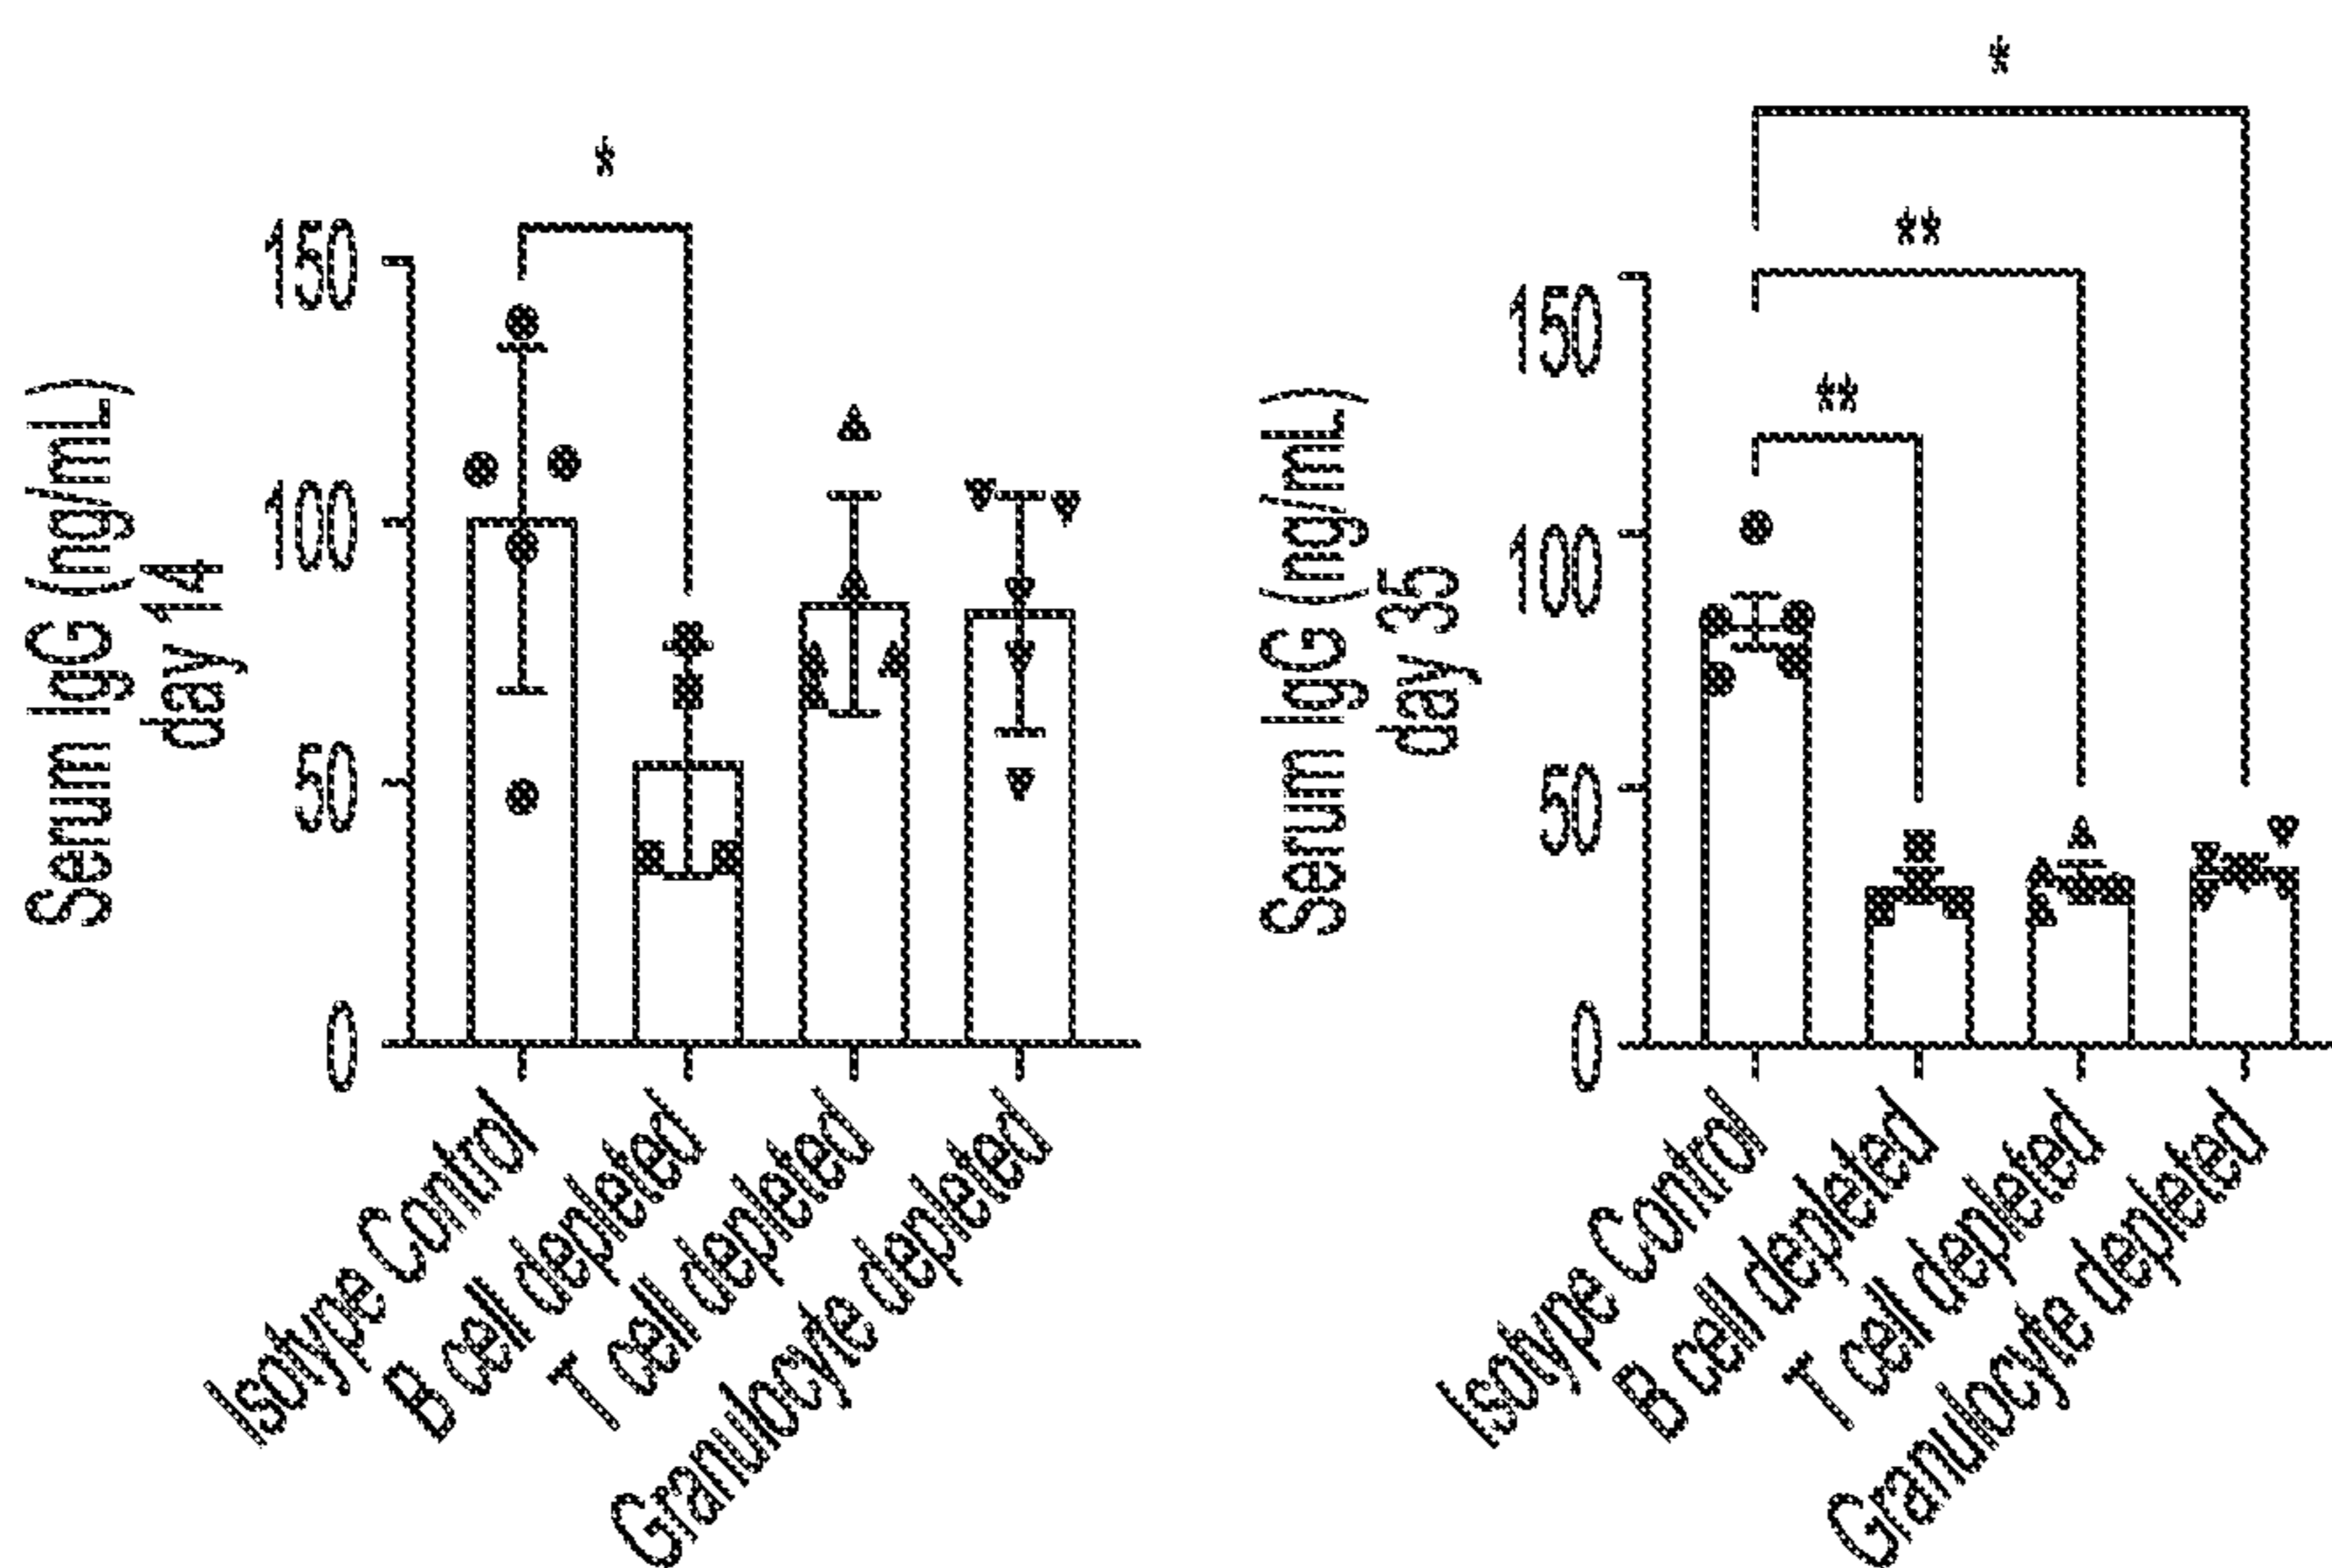 Serum IgG (ng/mL)
day 14
*
150
100
50
0
Isotype Control
B cell depleted
T cell depleted
Granulocyte depleted
Serum IgG (ng/mL)
day 35
*
**
**
150
100
50
0
Isotype Control
B cell depleted
T cell depleted
Granulocyte depleted